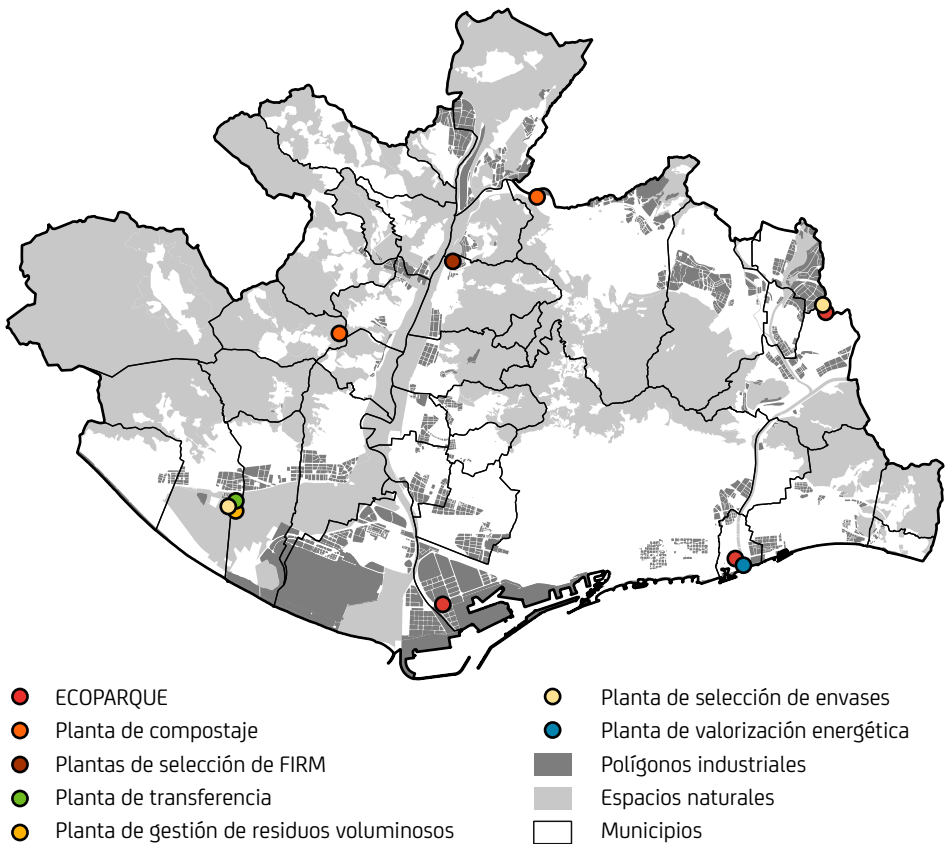 ECOPARQUE
Planta de compostaje
Plantas de selección de FIRM
Planta de transferencia
Planta de gestión de residuos voluminosos
Planta de selección de envases
Planta de valorización energética
Polígonos industriales
Espacios naturales
Municipios